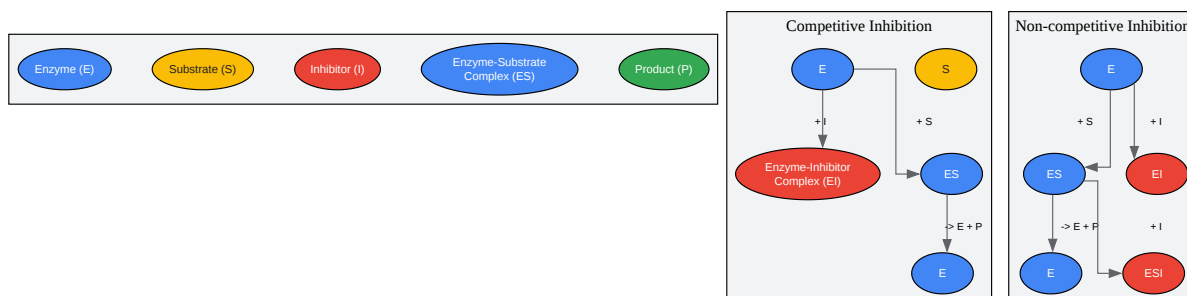 Enzyme (E)
Substrate (S)
Inhibitor (I)
Enzyme-Substrate
Complex (ES)
Product (P)
Competitive Inhibition
E
S
+ I
+ S
Enzyme-Inhibitor
Complex (EI)
ES
-> E + P
E
Non-competitive Inhibition
E
+ S
+ I
ES
EI
-> E + P
+ I
E
ESI